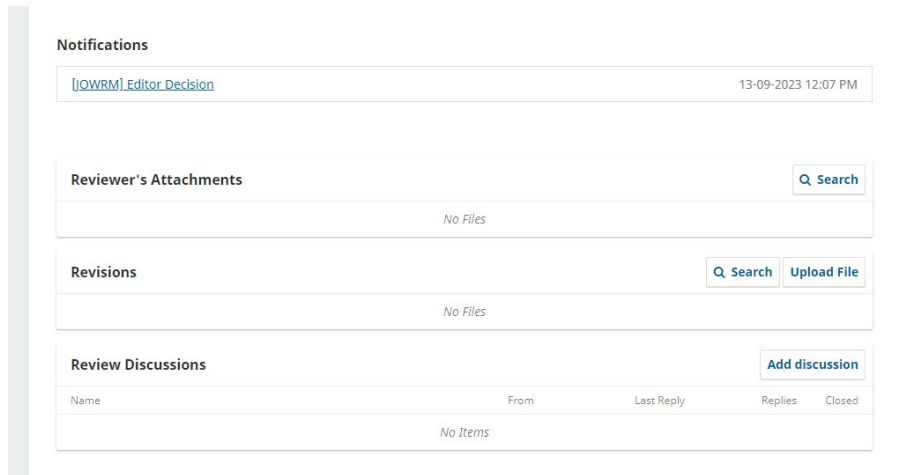 Notifications
[JOWRM] Editor Decision 13-09-2023 12:07 PM
Reviewer's Attachments Search
No Files
Revisions Search Upload File
No Files
Review Discussions Add discussion
Name From Last Reply Replies Closed
No Items